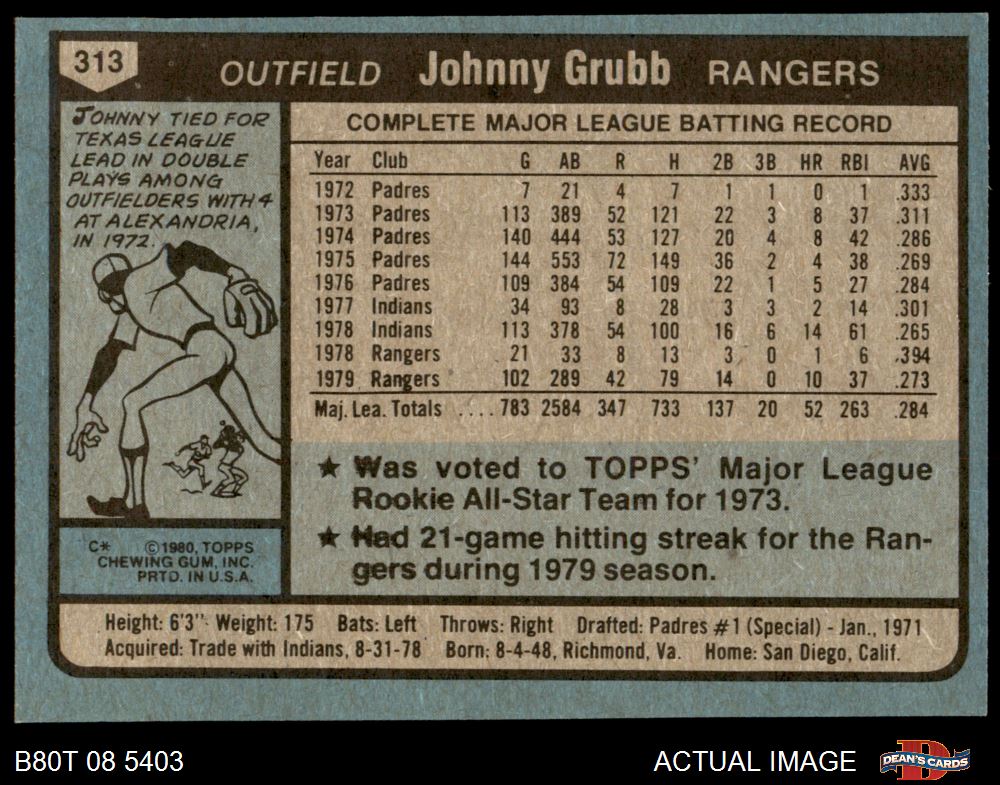 313
OUTFIELD Johnny Grubb RANGERS
JOHNNY TIED FOR
TEXAS LEAGUE
LEAD IN DOUBLE
PLAYS AMONG
OUTFIELDERS WITH 4
AT ALEXANDRIA,
IN 1972.
COMPLETE MAJOR LEAGUE BATTING RECORD
Year Club G AB R H 2B 3B HR RBI AVG
1972 Padres 7 21 4 7 1 1 0 1 .333
1973 Padres 113 389 52 121 22 3 8 37 .311
1974 Padres 140 444 53 127 20 4 8 42 .286
1975 Padres 144 553 72 149 36 2 4 38 .269
1976 Padres 109 384 54 109 22 1 5 27 .284
1977 Indians 34 93 8 28 3 3 2 14 .301
1978 Indians 113 378 54 100 16 6 14 61 .265
1978 Rangers 21 33 8 13 3 0 1 6 .394
1979 Rangers 102 289 42 79 14 0 10 37 .273
Maj. Lea. Totals .... 783 2584 347 733 137 20 52 263 .284
★ Was voted to TOPPS' Major League
Rookie All-Star Team for 1973.
★ Had 21-game hitting streak for the Ran-
gers during 1979 season.
C* ©1980, TOPPS
CHEWING GUM, INC.
PRTD. IN U.S.A.
Height: 6'3" Weight: 175 Bats: Left Throws: Right Drafted: Padres #1 (Special) - Jan., 1971
Acquired: Trade with Indians, 8-31-78 Born: 8-4-48, Richmond, Va. Home: San Diego, Calif.
B80T 08 5403
ACTUAL IMAGE
D
DEAN'S CARDS